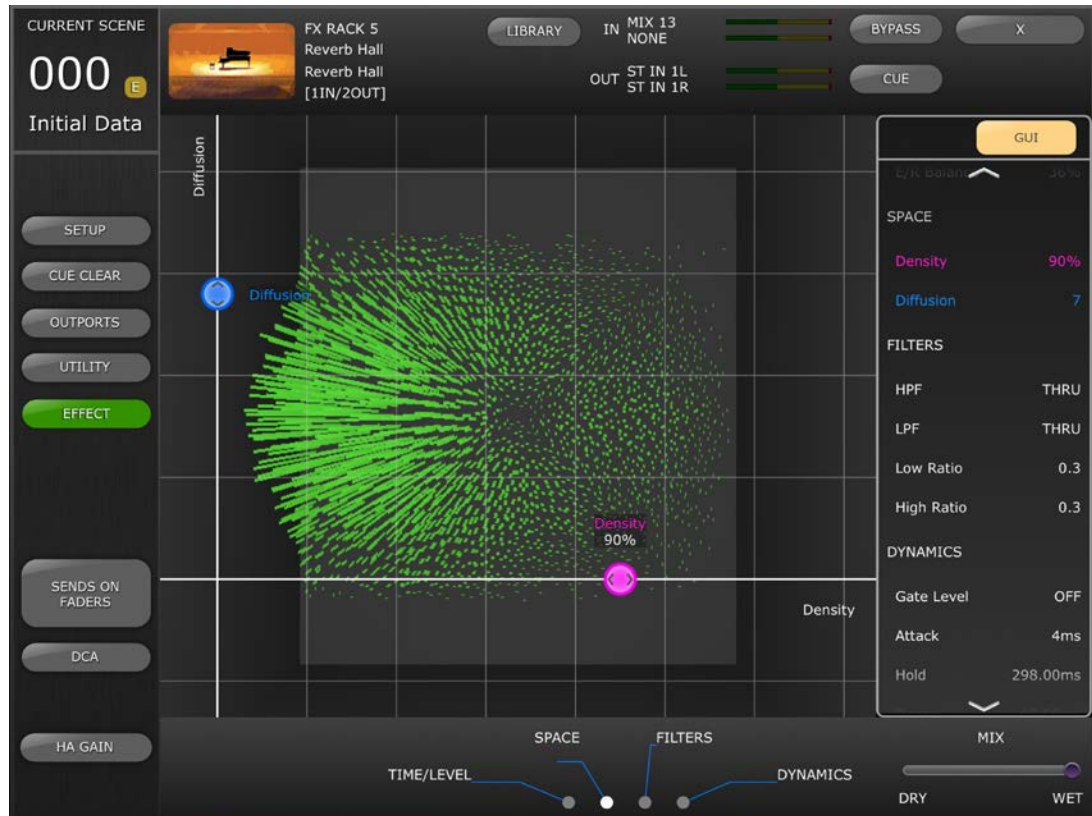 CURRENT SCENE
000 E
Initial Data
FX RACK 5
Reverb Hall
Reverb Hall
[1IN/2OUT]
LIBRARY
IN MIX 13
NONE
OUT ST IN 1L
ST IN 1R
BYPASS
X
CUE
SETUP
CUE CLEAR
OUTPORTS
UTILITY
EFFECT
SENDS ON
FADERS
DCA
HA GAIN
Diffusion
Diffusion
Density
90%
Density
GUI
E/R Balance 36%
SPACE
Density 90%
Diffusion 7
FILTERS
HPF THRU
LPF THRU
Low Ratio 0.3
High Ratio 0.3
DYNAMICS
Gate Level OFF
Attack 4ms
Hold 298.00ms
TIME/LEVEL
SPACE
FILTERS
DYNAMICS
MIX
DRY WET